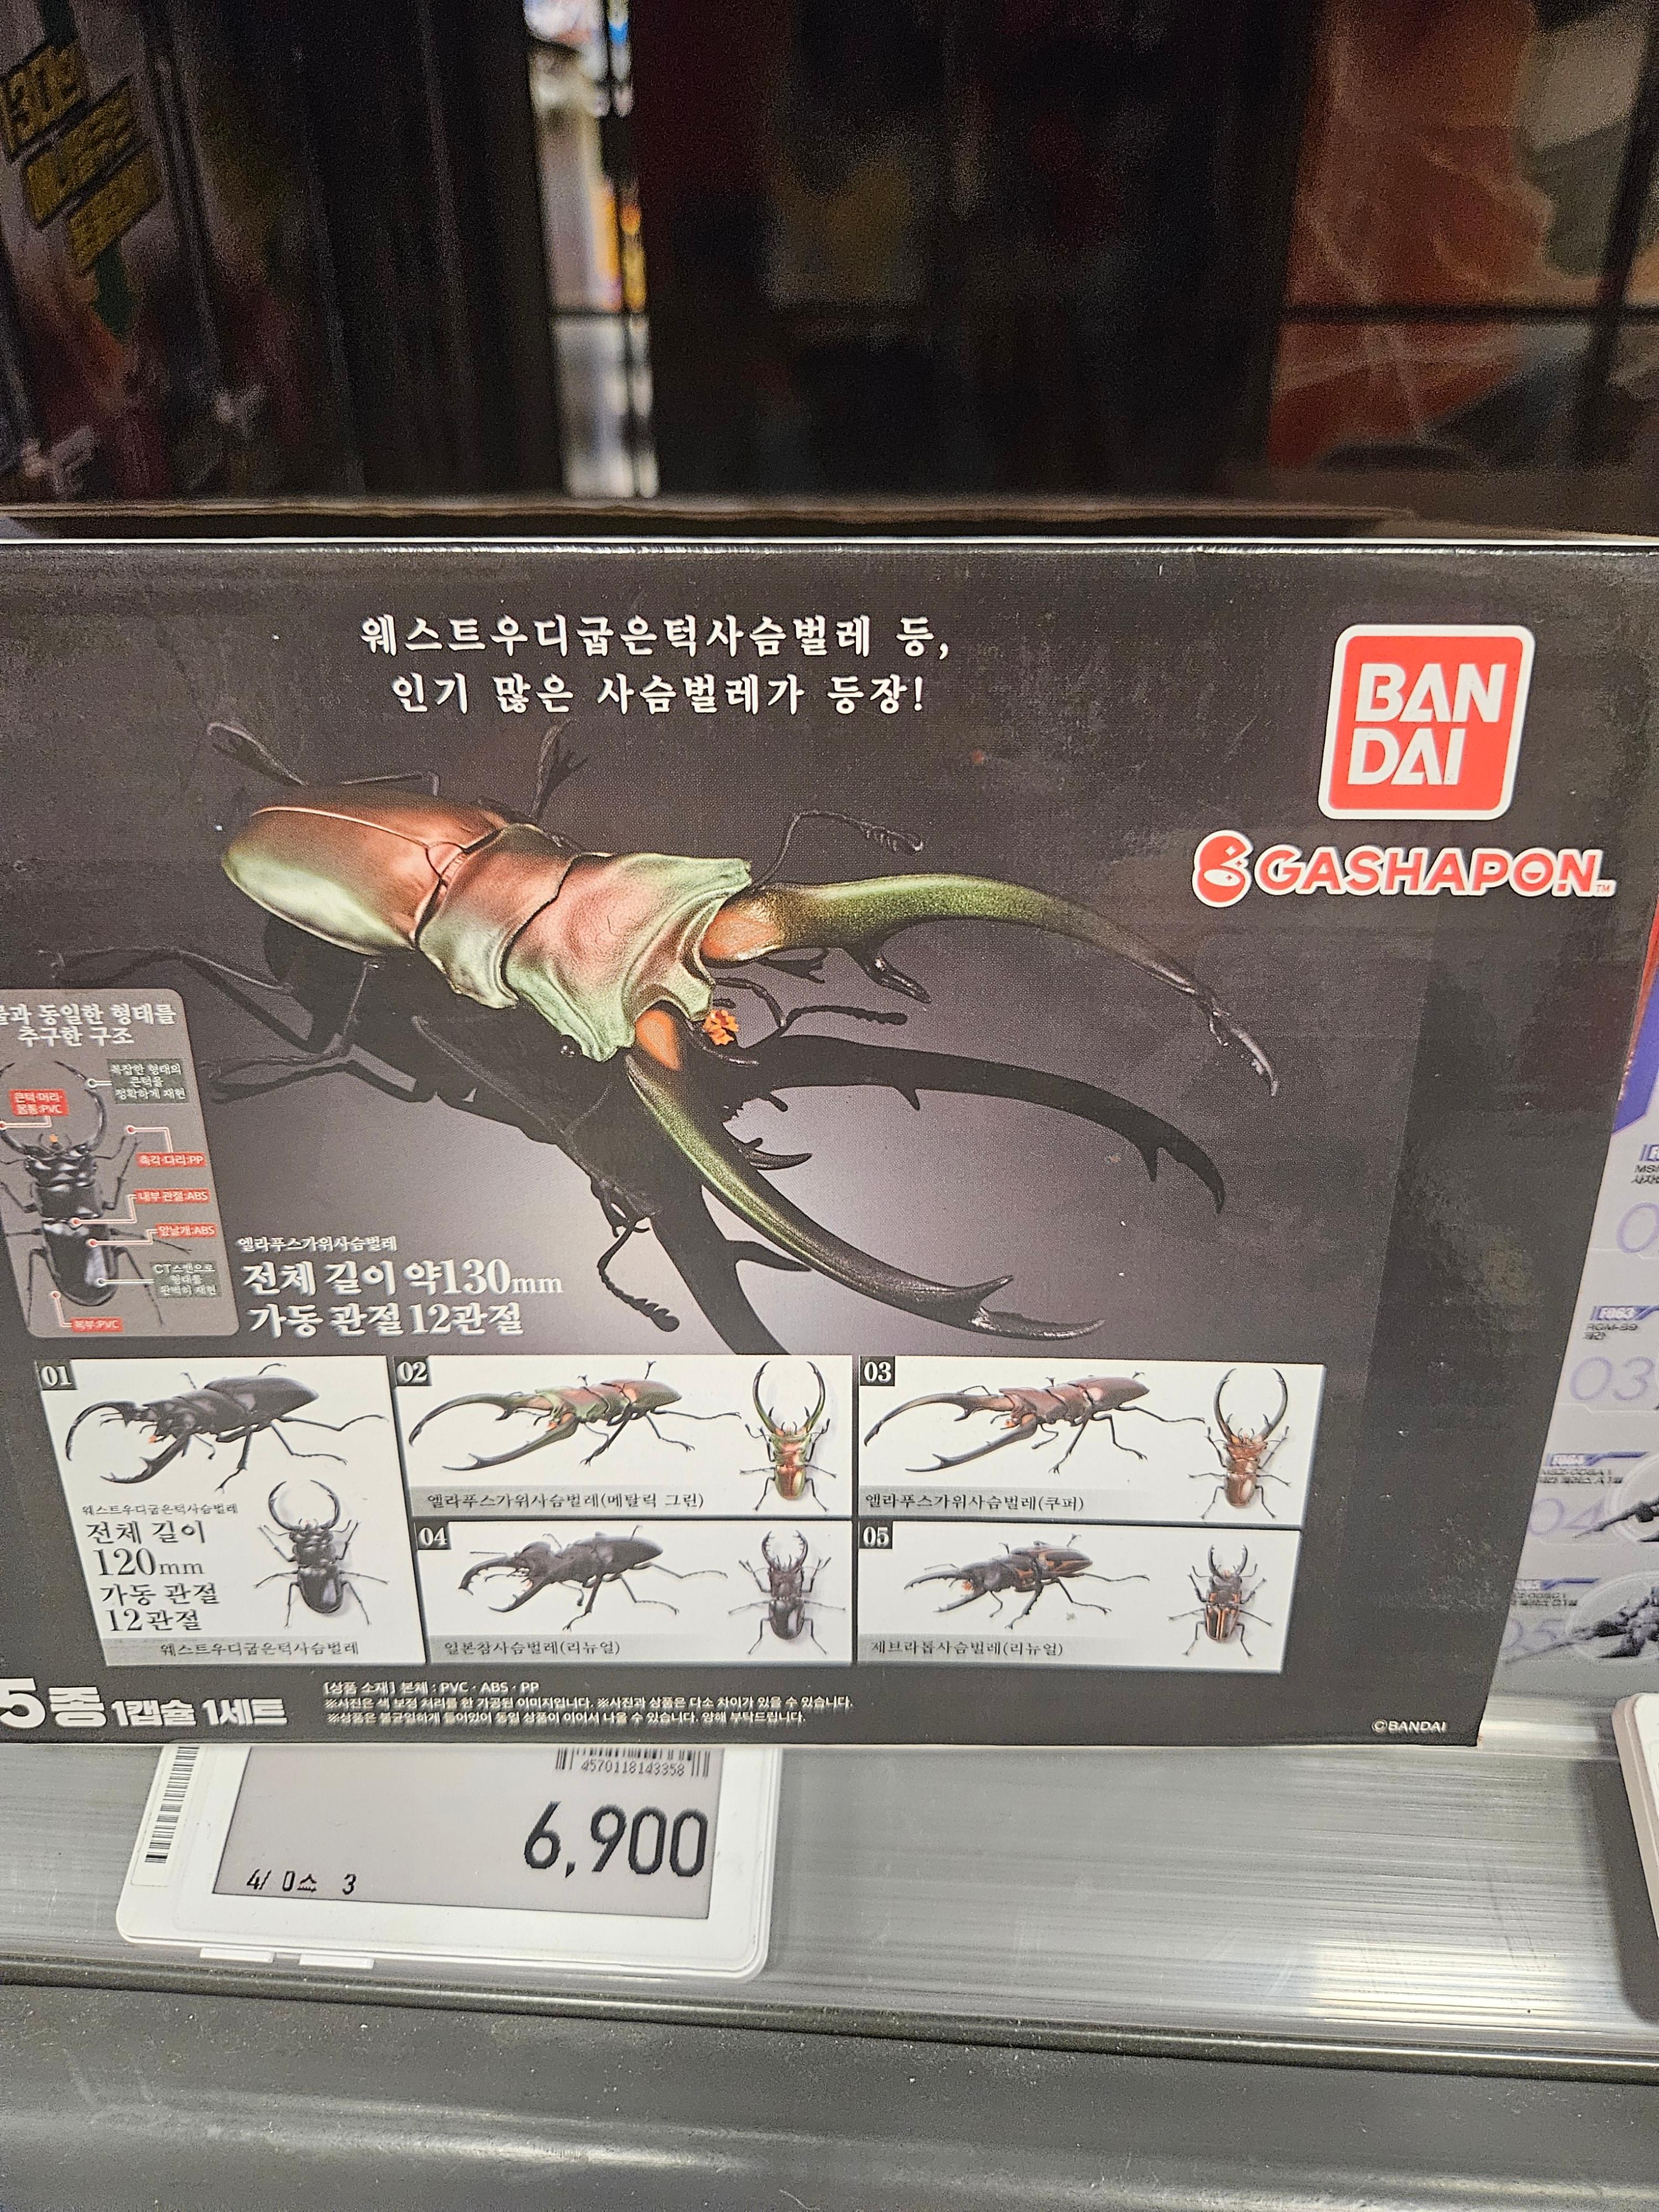 웨스트우디굽은턱사슴벌레 등,
인기 많은 사슴벌레가 등장!
BAN
DAI
GASHAPON™
동일한 형태를
추구한 구조
복잡한 형태의
큰턱을
정확하게 재현
큰턱·머리·
몸통:PVC
촉각·다리:PP
내부 관절:ABS
앞날개:ABS
CT스캔으로
형태를
완벽히 재현
복부:PVC
엘라푸스가위사슴벌레
전체 길이 약130mm
가동 관절 12관절
01
웨스트우디굽은턱사슴벌레
전체 길이
120mm
가동 관절
12관절
웨스트우디굽은턱사슴벌레
02
엘라푸스가위사슴벌레(메탈릭 그린)
03
엘라푸스가위사슴벌레(쿠퍼)
04
일본참사슴벌레(리뉴얼)
05
제브라톱사슴벌레(리뉴얼)
5종 1캡슐 1세트
[상품 소재] 본체 : PVC · ABS · PP
※사진은 색 보정 처리를 한 가공된 이미지입니다. ※사진과 상품은 다소 차이가 있을 수 있습니다.
※상품은 불균일하게 들어있어 동일 상품이 이어서 나올 수 있습니다. 양해 부탁드립니다.
©BANDAI
4570118143358
6,900
03
04
05